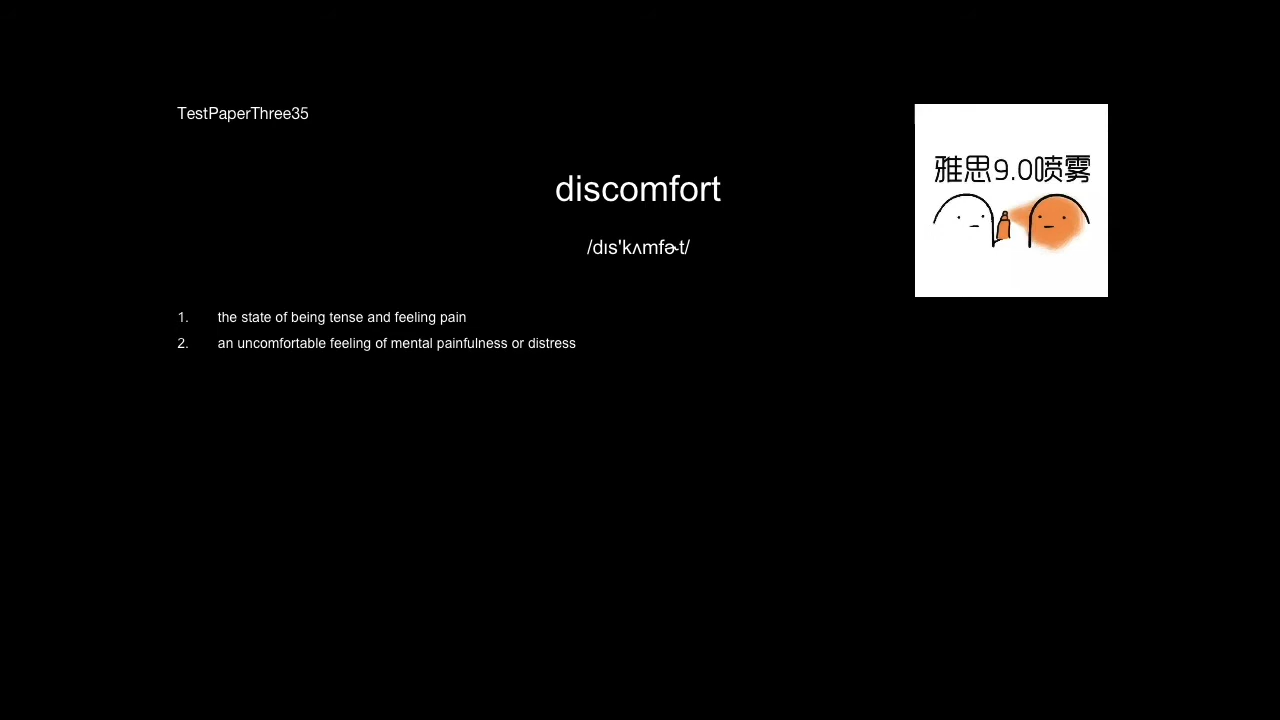 TestPaperThree35
雅思9.0喷雾
discomfort
/dɪs'kʌmfɚt/
1. the state of being tense and feeling pain
2. an uncomfortable feeling of mental painfulness or distress